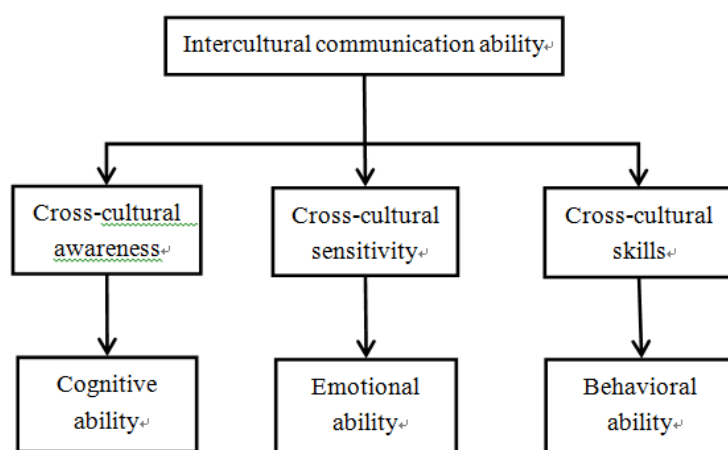 Intercultural communication ability
Cross-cultural
awareness
Cross-cultural
sensitivity
Cross-cultural
skills
Cognitive
ability
Emotional
ability
Behavioral
ability